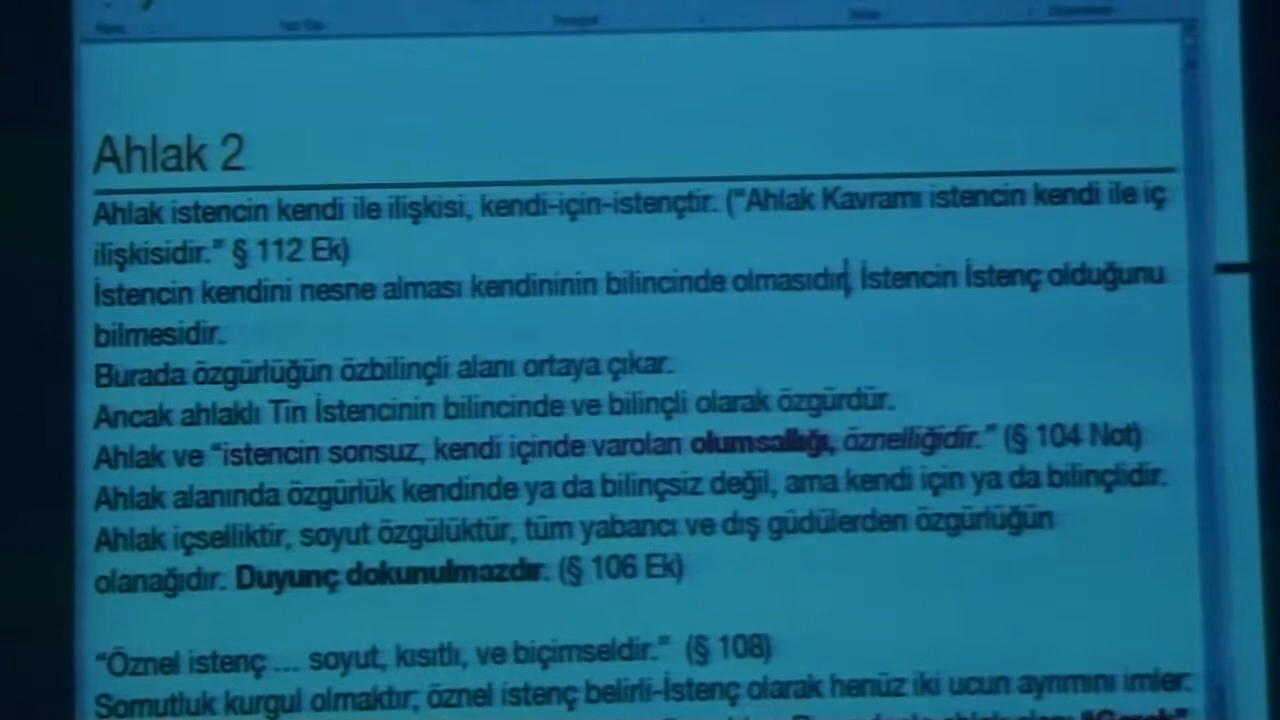 Ahlak 2
Ahlak istencin kendi ile ilişkisi, kendi-için-istençtir. ("Ahlak Kavramı istencin kendi ile iç
ilişkisidir." § 112 Ek)
İstencin kendini nesne alması kendininin bilincinde olmasıdır, İstencin İstenç olduğunu
bilmesidir.
Burada özgürlüğün özbilinçli alanı ortaya çıkar.
Ancak ahlaklı Tin İstencinin bilincinde ve bilinçli olarak özgürdür.
Ahlak ve “istencin sonsuz, kendi içinde varolan olumsallığı, öznelliğidir.” (§ 104 Not)
Ahlak alanında özgürlük kendinde ya da bilinçsiz değil, ama kendi için ya da bilinçlidir.
Ahlak içselliktir, soyut özgülüktür, tüm yabancı ve dış güdülerden özgürlüğün
olanağıdır. Duyunç dokunulmazdır. (§ 106 Ek)
“Öznel istenç ... soyut, kısıtlı, ve biçimseldir.” (§ 108)
Somutluk kurgul olmaktır; öznel istenç belirli-İstenç olarak henüz iki ucun ayrımını imler.